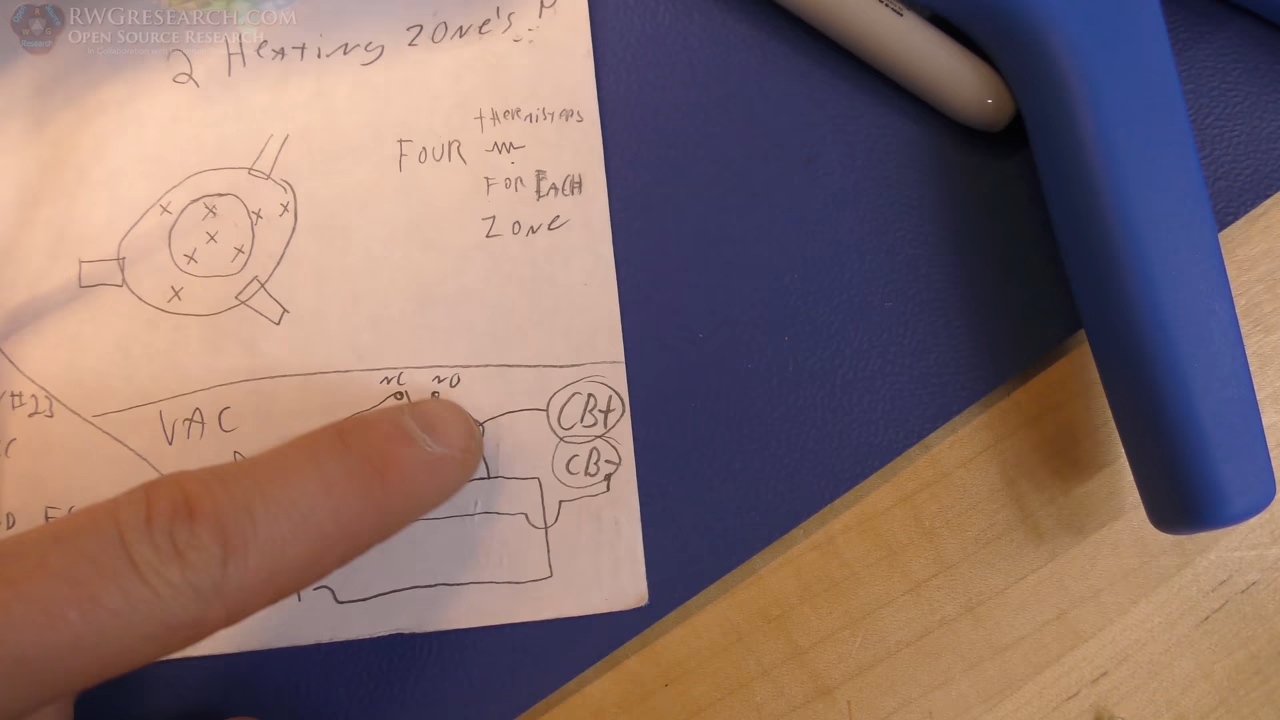 RWGresearch.com
Open Source Research
2 Heating zone's
thermistors
FOUR
FOR EACH
ZONE
NC NO
#23
VAC
CB+
CB-